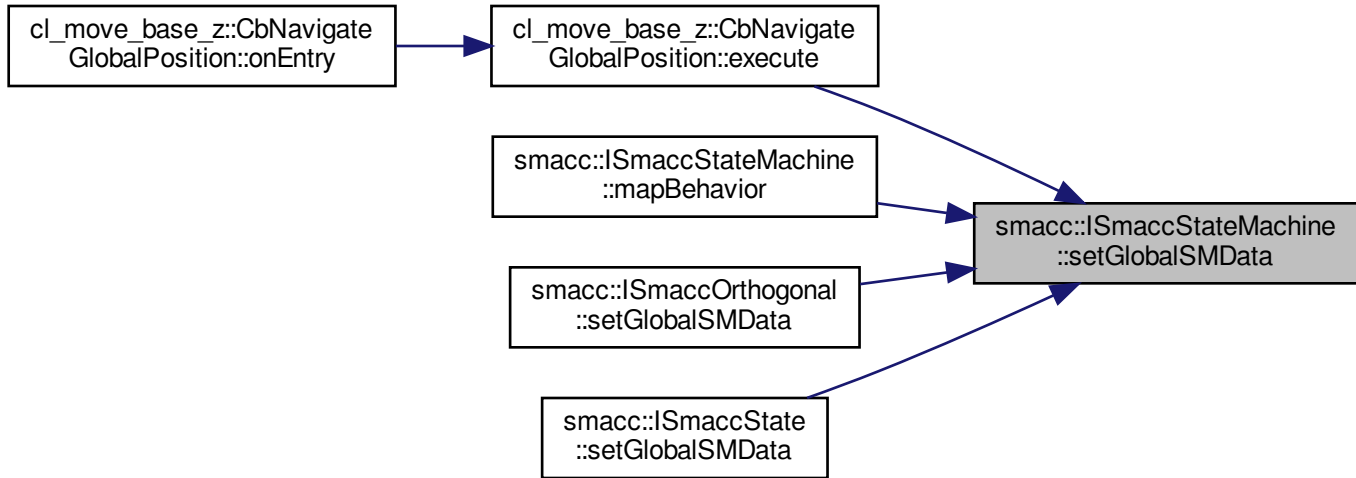 cl_move_base_z::CbNavigate
GlobalPosition::onEntry
cl_move_base_z::CbNavigate
GlobalPosition::execute
smacc::ISmaccStateMachine
::mapBehavior
smacc::ISmaccOrthogonal
::setGlobalSMData
smacc::ISmaccState
::setGlobalSMData
smacc::ISmaccStateMachine
::setGlobalSMData